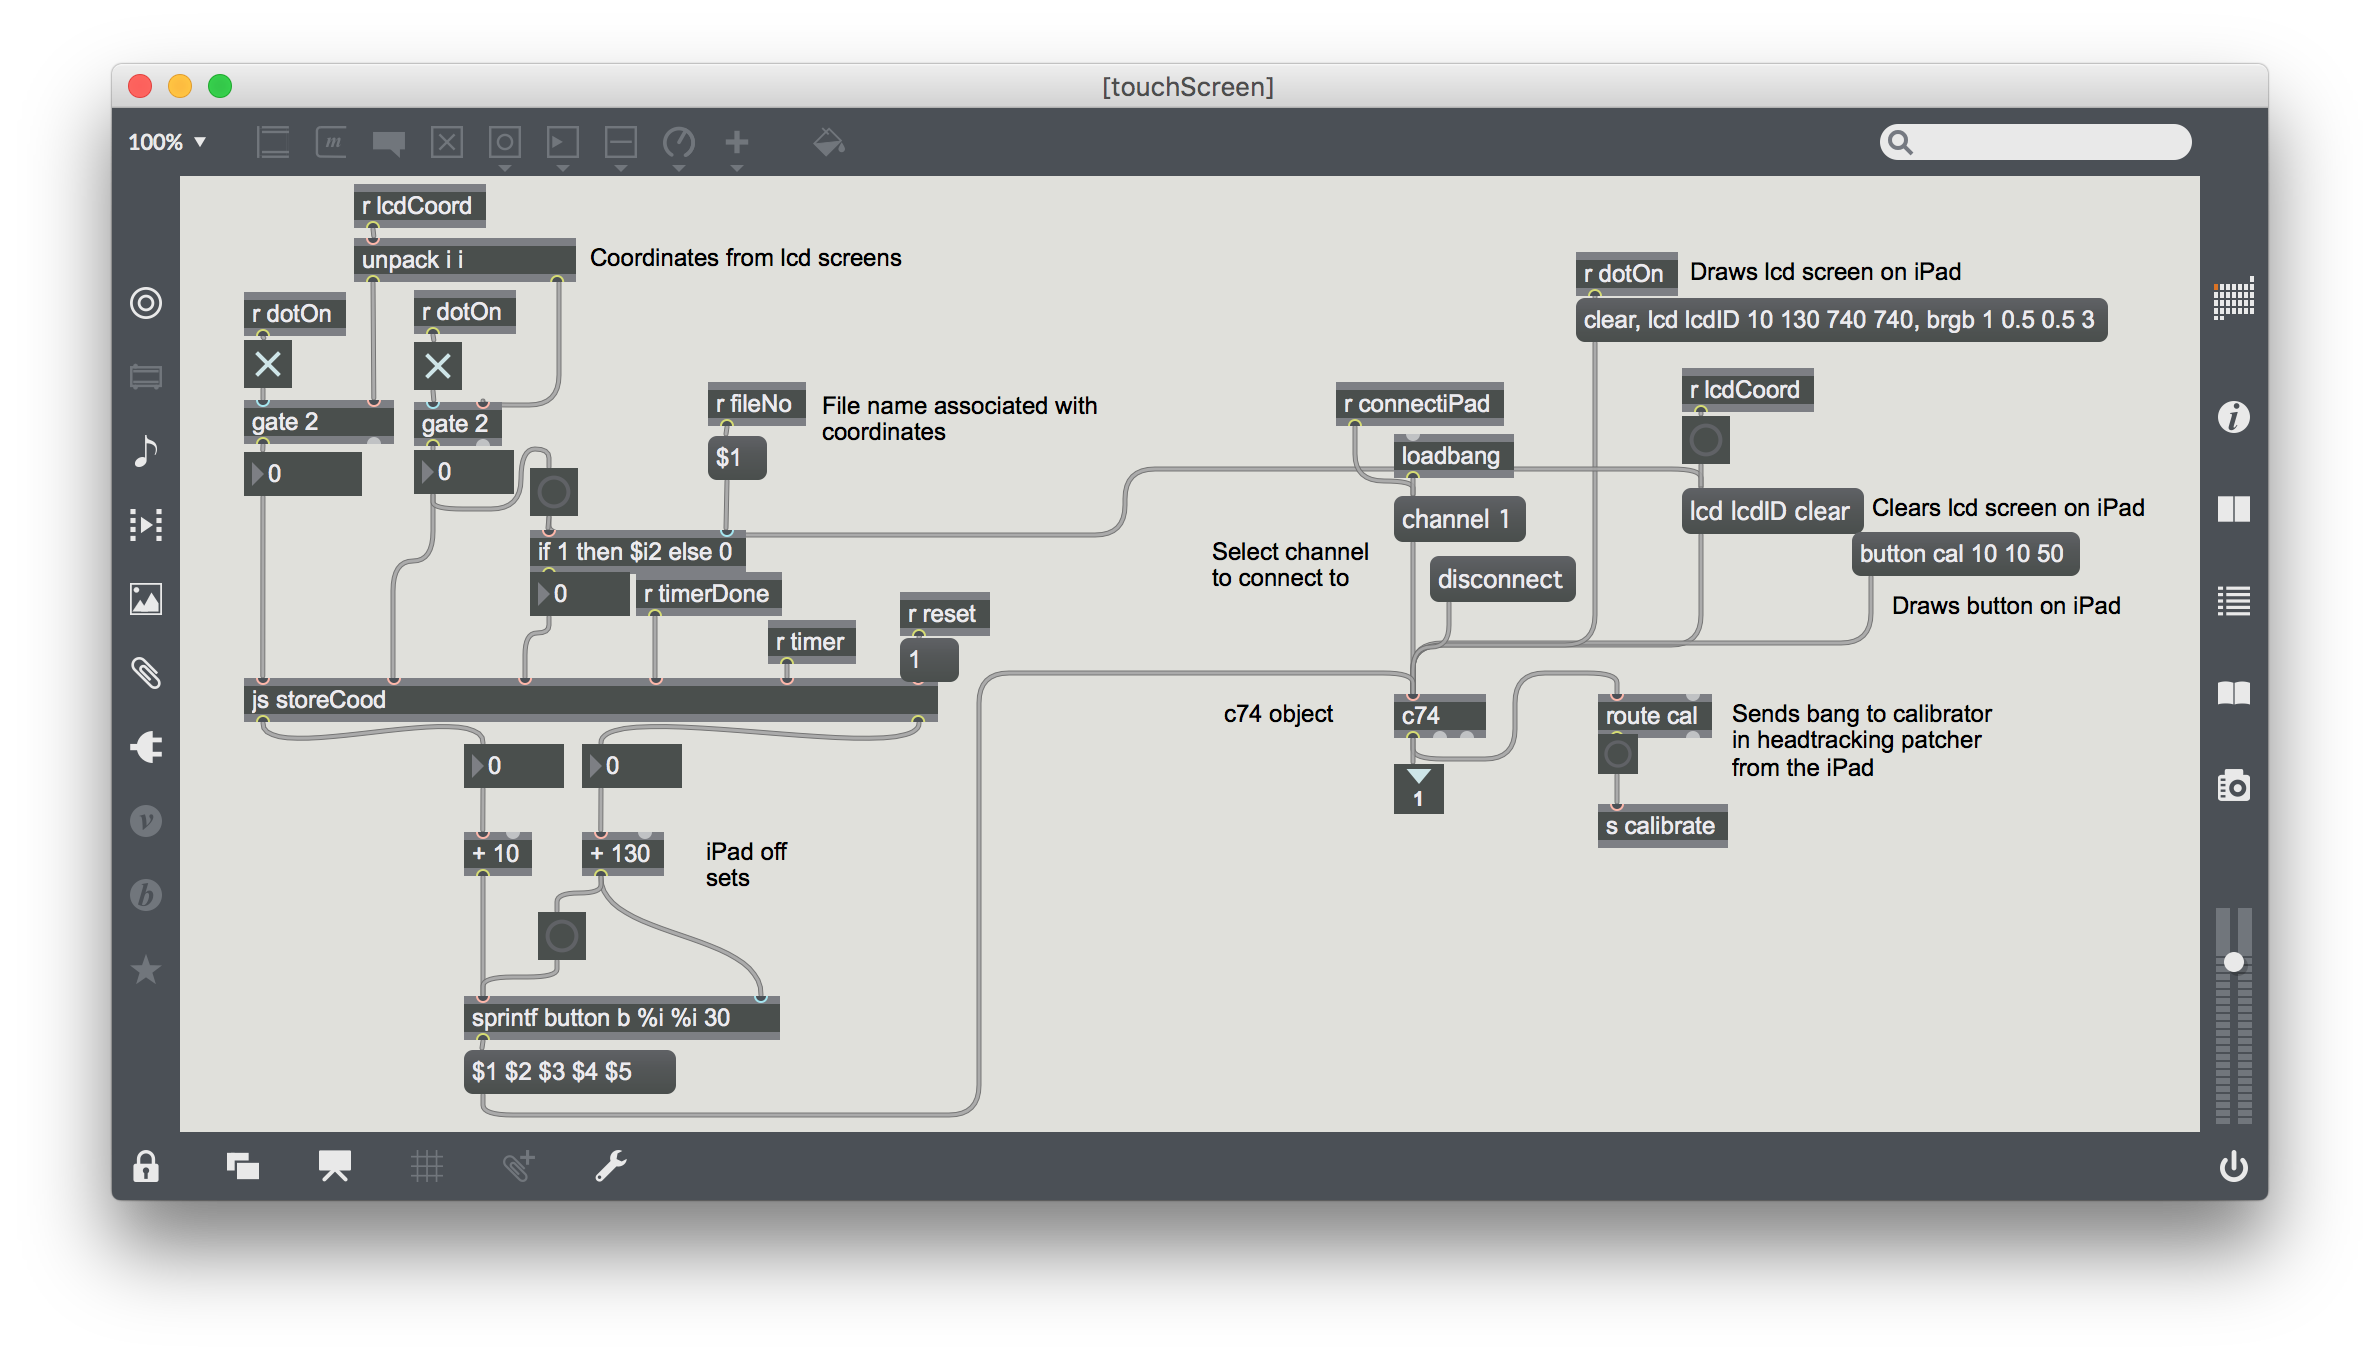 [touchScreen]
100%
m
r lcdCoord
unpack i i
Coordinates from lcd screens
r dotOn
r dotOn
gate 2
gate 2
0
0
r fileNo
File name associated with
coordinates
$1
if 1 then $i2 else 0
0
r timerDone
r timer
r reset
1
js storeCood
0
0
+ 10
+ 130
iPad off
sets
sprintf button b %i %i 30
$1 $2 $3 $4 $5
r dotOn
Draws lcd screen on iPad
clear, lcd lcdID 10 130 740 740, brgb 1 0.5 0.5 3
r connectiPad
r lcdCoord
loadbang
channel 1
lcd lcdID clear
Clears lcd screen on iPad
button cal 10 10 50
Select channel
to connect to
disconnect
Draws button on iPad
c74 object
c74
1
route cal
Sends bang to calibrator
in headtracking patcher
from the iPad
s calibrate
v
b
i